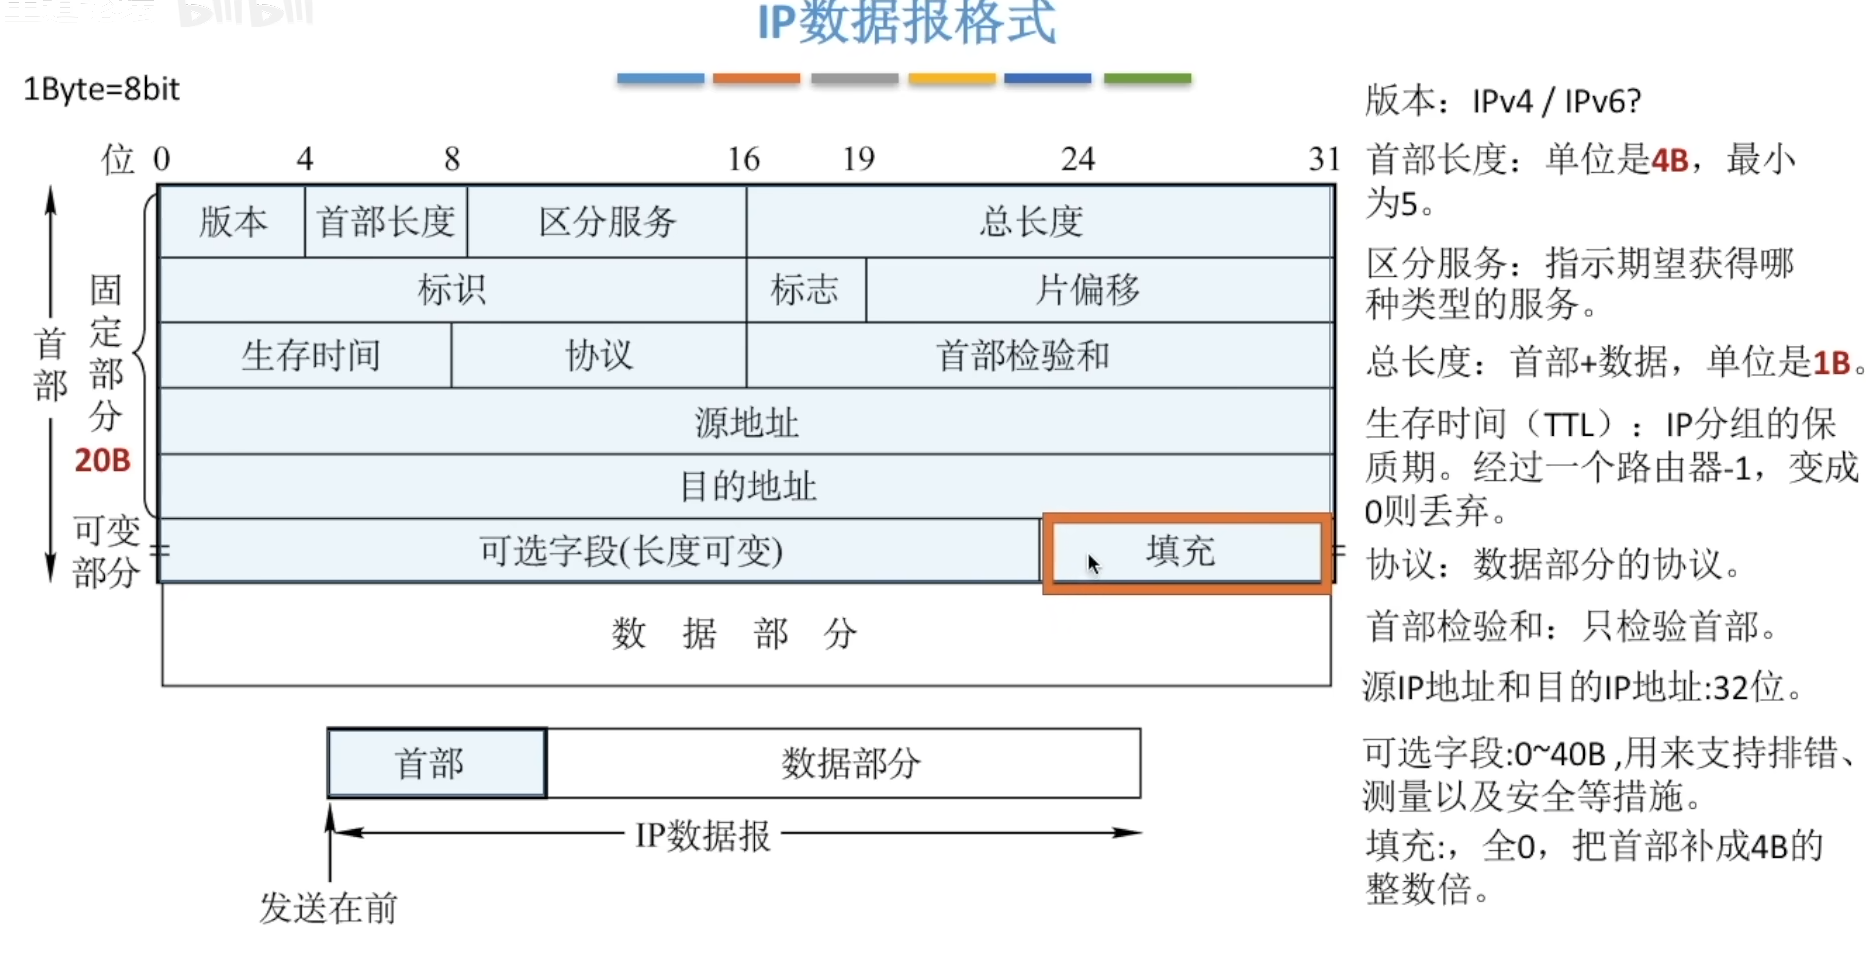 IP数据报格式
1Byte=8bit
位 0 4 8 16 19 24 31
版本 首部长度 区分服务 总长度
标识 标志 片偏移
生存时间 协议 首部检验和
源地址
目的地址
可选字段(长度可变) 填充
数据部分
首部
固定部分
20B
可变
部分
首部 数据部分
IP数据报
发送在前
版本：IPv4 / IPv6?
首部长度：单位是4B，最小
为5。
区分服务：指示期望获得哪
种类型的服务。
总长度：首部+数据，单位是1B。
生存时间（TTL）：IP分组的保
质期。经过一个路由器-1，变成
0则丢弃。
协议：数据部分的协议。
首部检验和：只检验首部。
源IP地址和目的IP地址:32位。
可选字段:0~40B ,用来支持排错、
测量以及安全等措施。
填充:，全0，把首部补成4B的
整数倍。